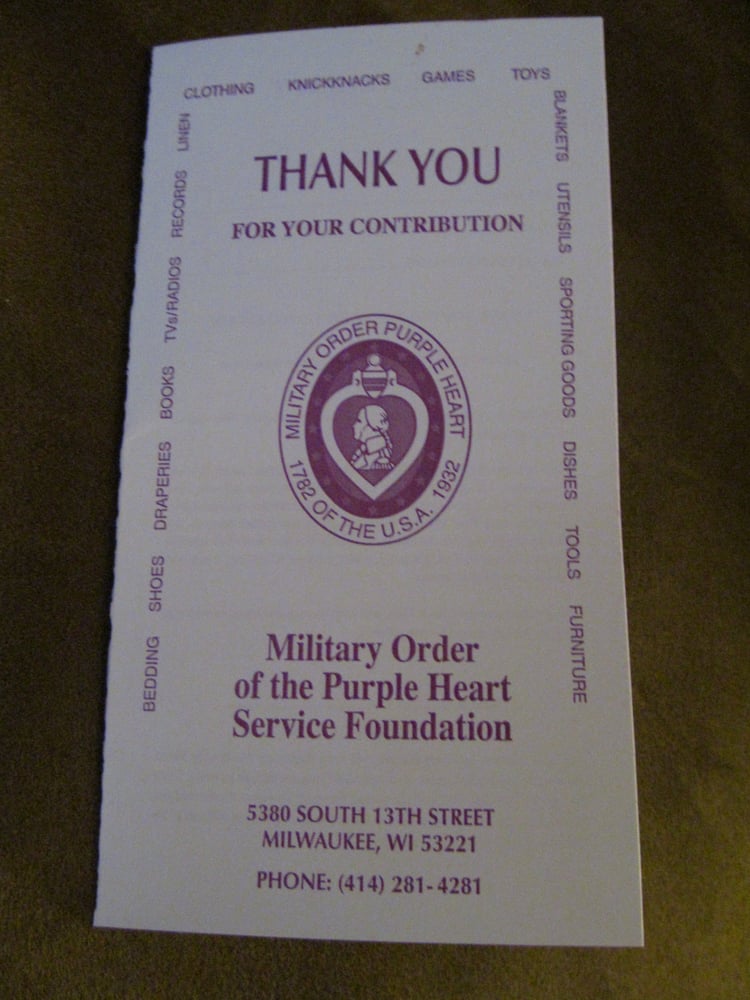 CLOTHING KNICKKNACKS GAMES TOYS
BLANKETS UTENSILS SPORTING GOODS DISHES TOOLS FURNITURE
BEDDING SHOES DRAPERIES BOOKS TVs/RADIOS RECORDS LINEN
THANK YOU
FOR YOUR CONTRIBUTION
MILITARY ORDER PURPLE HEART
1782 OF THE U.S.A. 1932
Military Order
of the Purple Heart
Service Foundation
5380 SOUTH 13TH STREET
MILWAUKEE, WI 53221
PHONE: (414) 281-4281